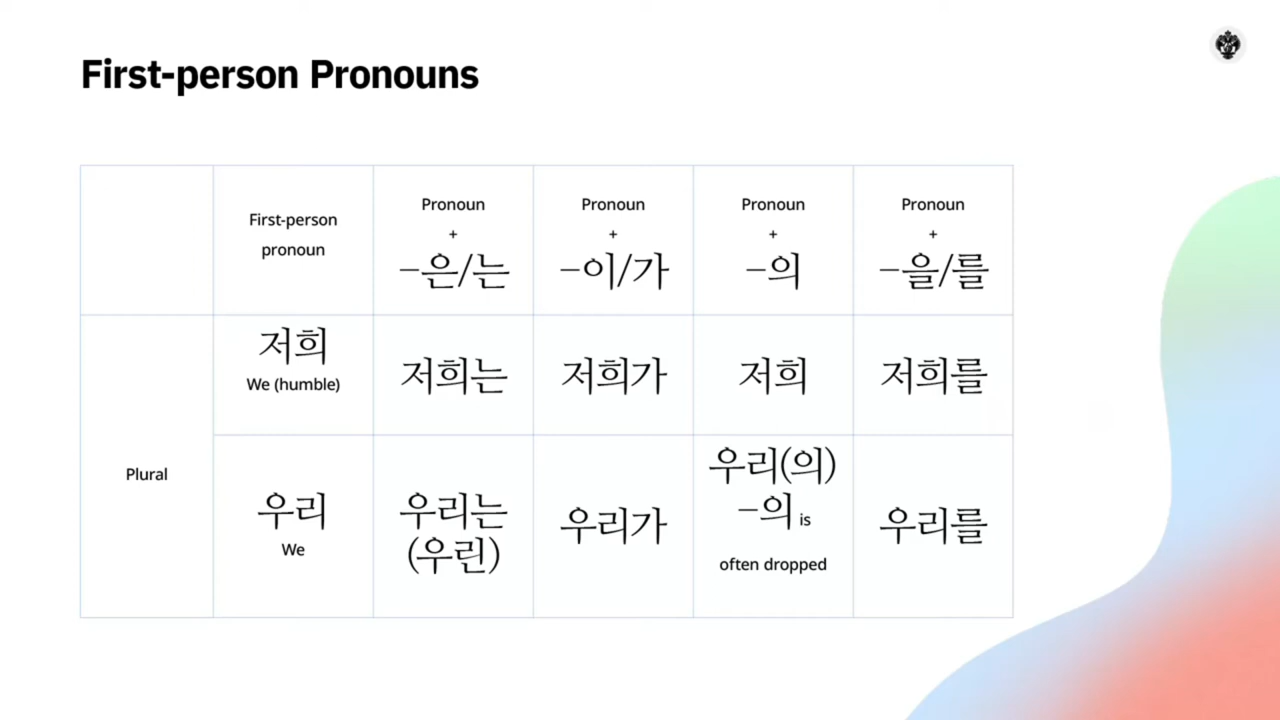 First-person Pronouns
First-person
pronoun
Pronoun
+
–은/는
Pronoun
+
–이/가
Pronoun
+
–의
Pronoun
+
–을/를
Plural
저희
We (humble)
저희는
저희가
저희
저희를
우리
We
우리는
(우린)
우리가
우리(의)
–의 is
often dropped
우리를